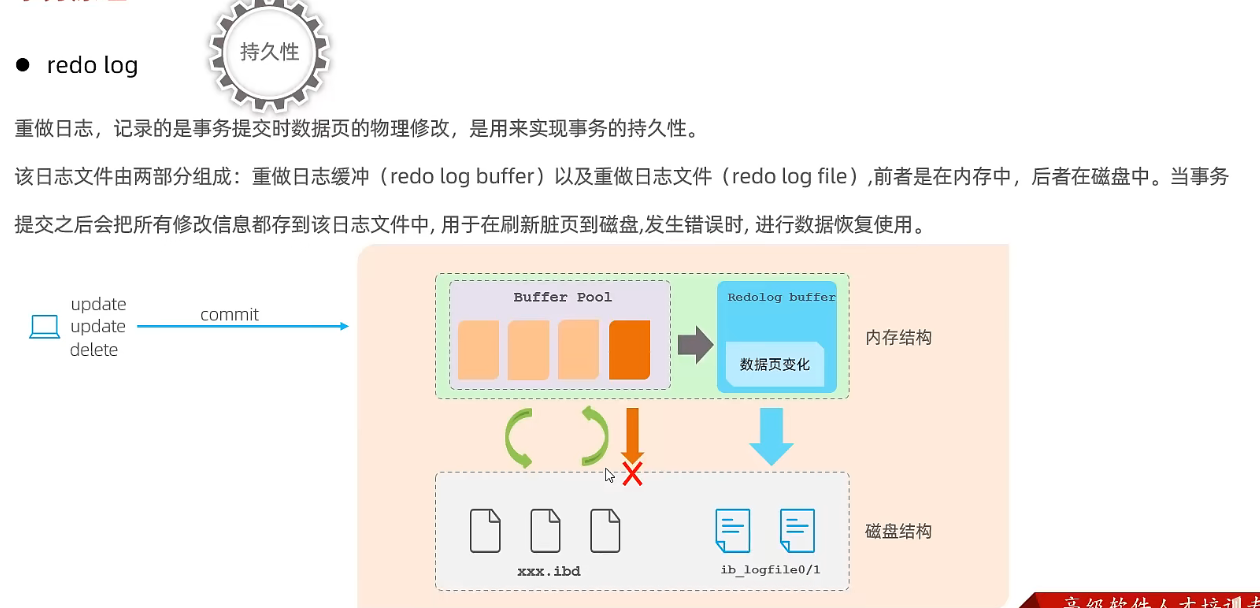 持久性
redo log
重做日志，记录的是事务提交时数据页的物理修改，是用来实现事务的持久性。
该日志文件由两部分组成：重做日志缓冲（redo log buffer）以及重做日志文件（redo log file）,前者是在内存中，后者在磁盘中。当事务
提交之后会把所有修改信息都存到该日志文件中, 用于在刷新脏页到磁盘,发生错误时, 进行数据恢复使用。
update
update
delete
commit
Buffer Pool
Redolog buffer
数据页变化
内存结构
xxx.ibd
ib_logfile0/1
磁盘结构
高级软件人才培训